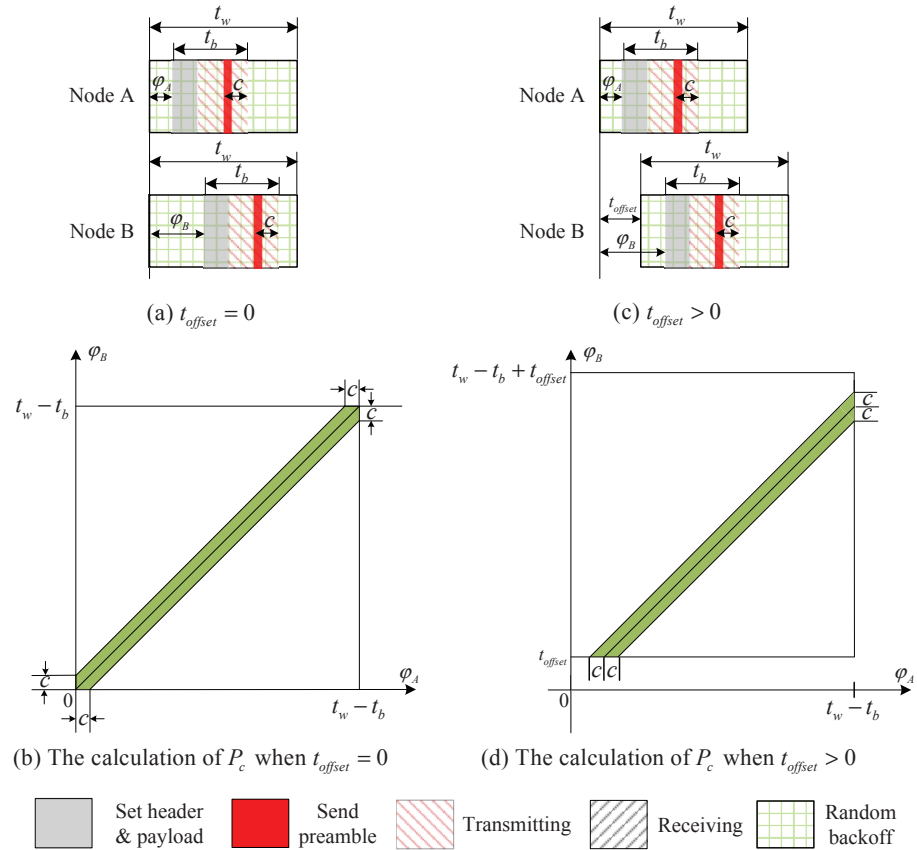 t_w
t_b
φ_A
c
Node A
t_w
t_b
φ_B
c
Node B
(a) t_offset = 0
t_w
t_b
φ_A
c
Node A
t_w
t_b
t_offset
φ_B
c
Node B
(c) t_offset > 0
φ_B
t_w − t_b
c
c
c
0
c
t_w − t_b
φ_A
(b) The calculation of P_c when t_offset = 0
φ_B
t_w − t_b + t_offset
c
c
t_offset
c c
0
t_w − t_b
φ_A
(d) The calculation of P_c when t_offset > 0
Set header
& payload
Send
preamble
Transmitting
Receiving
Random
backoff